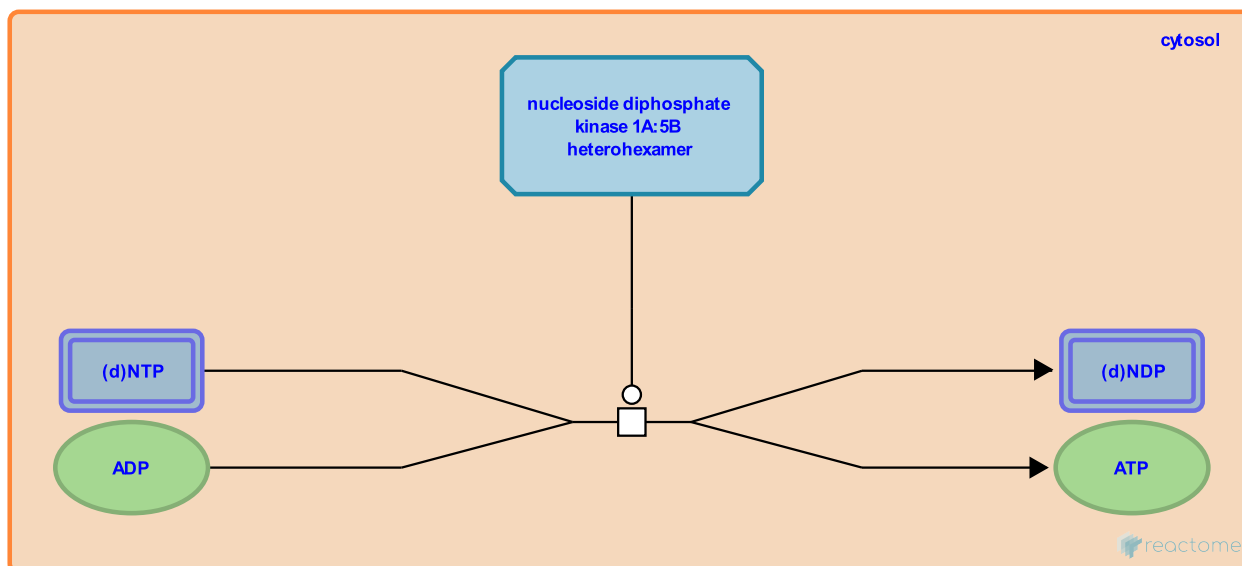 cytosol
nucleoside diphosphate
kinase 1A:5B
heterohexamer
(d)NTP
(d)NDP
ADP
ATP
reactome